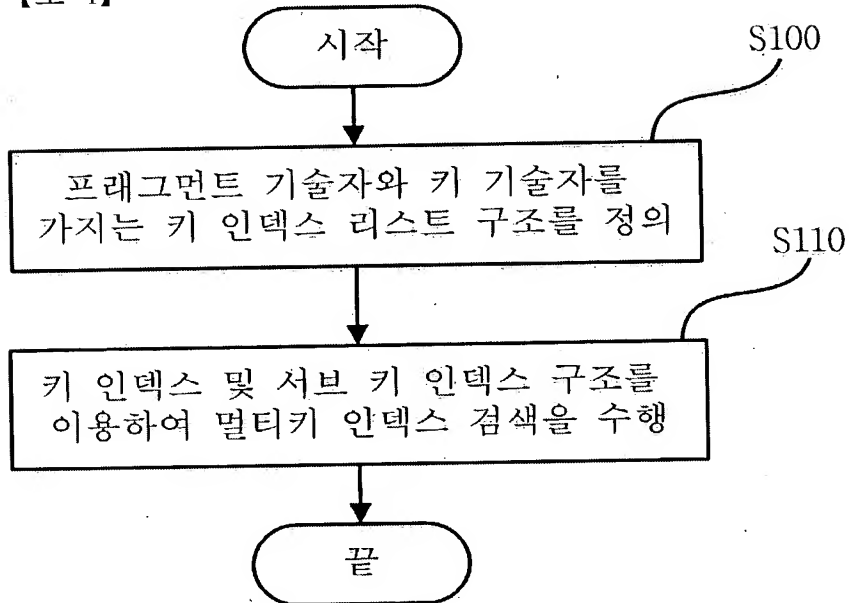 시작
S100
프래그먼트 기술자와 키 기술자를
가지는 키 인덱스 리스트 구조를 정의
S110
키 인덱스 및 서브 키 인덱스 구조를
이용하여 멀티키 인덱스 검색을 수행
끝